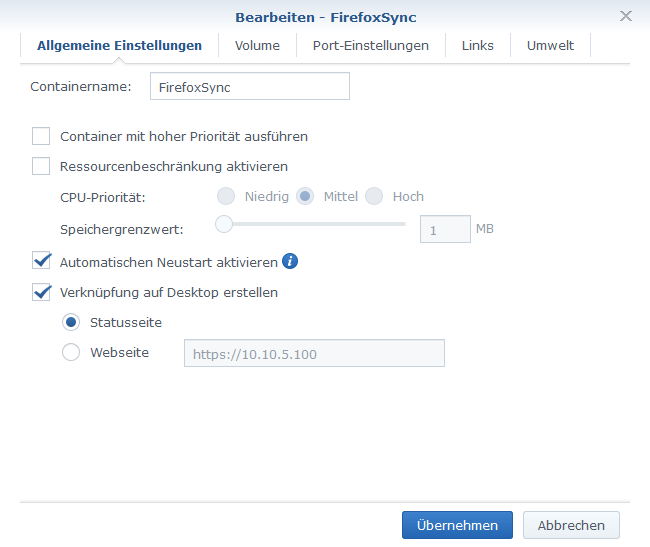 Bearbeiten - FirefoxSync
Allgemeine Einstellungen Volume Port-Einstellungen Links Umwelt
Containername: FirefoxSync
Container mit hoher Priorität ausführen
Ressourcenbeschränkung aktivieren
CPU-Priorität: Niedrig Mittel Hoch
Speichergrenzwert: 1 MB
Automatischen Neustart aktivieren i
Verknüpfung auf Desktop erstellen
Statusseite
Webseite https://10.10.5.100
Übernehmen Abbrechen